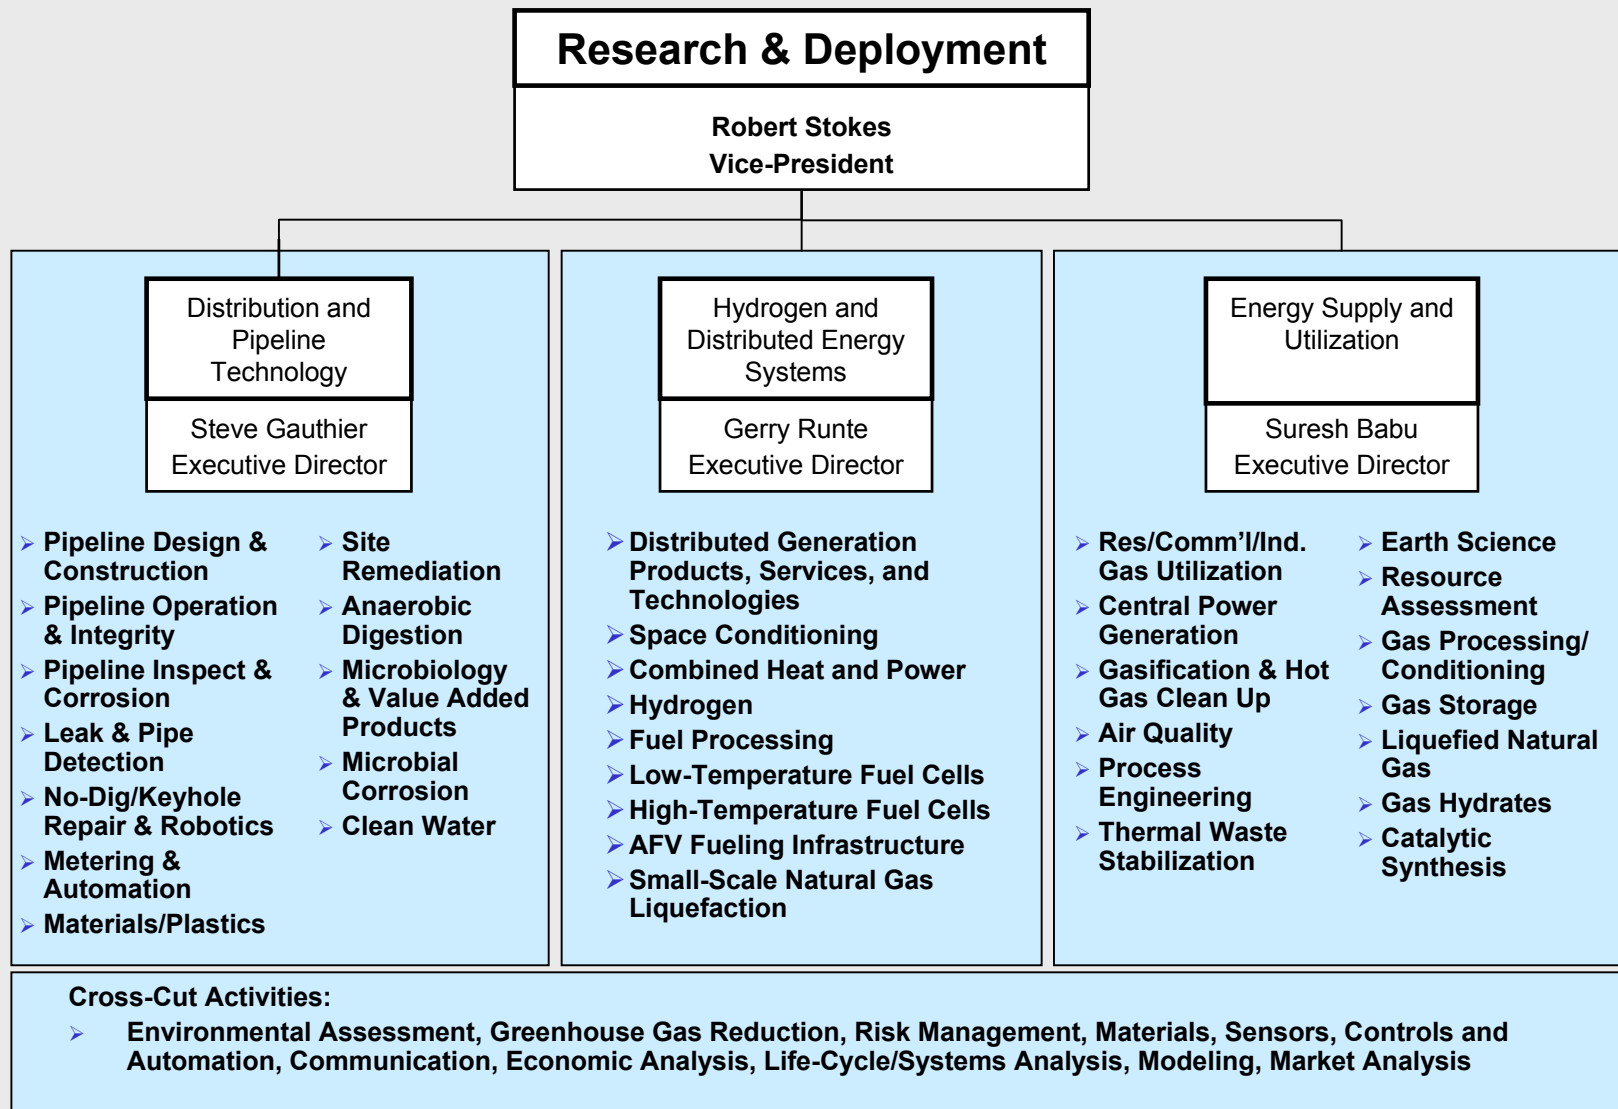 Research & Deployment
Robert Stokes
Vice-President
Distribution and
Pipeline
Technology
Steve Gauthier
Executive Director
Pipeline Design &
Construction
Pipeline Operation
& Integrity
Pipeline Inspect &
Corrosion
Leak & Pipe
Detection
No-Dig/Keyhole
Repair & Robotics
Metering &
Automation
Materials/Plastics
Site
Remediation
Anaerobic
Digestion
Microbiology
& Value Added
Products
Microbial
Corrosion
Clean Water
Hydrogen and
Distributed Energy
Systems
Gerry Runte
Executive Director
Distributed Generation
Products, Services, and
Technologies
Space Conditioning
Combined Heat and Power
Hydrogen
Fuel Processing
Low-Temperature Fuel Cells
High-Temperature Fuel Cells
AFV Fueling Infrastructure
Small-Scale Natural Gas
Liquefaction
Energy Supply and
Utilization
Suresh Babu
Executive Director
Res/Comm'l/Ind.
Gas Utilization
Central Power
Generation
Gasification & Hot
Gas Clean Up
Air Quality
Process
Engineering
Thermal Waste
Stabilization
Earth Science
Resource
Assessment
Gas Processing/
Conditioning
Gas Storage
Liquefied Natural
Gas
Gas Hydrates
Catalytic
Synthesis
Cross-Cut Activities:
Environmental Assessment, Greenhouse Gas Reduction, Risk Management, Materials, Sensors, Controls and
Automation, Communication, Economic Analysis, Life-Cycle/Systems Analysis, Modeling, Market Analysis